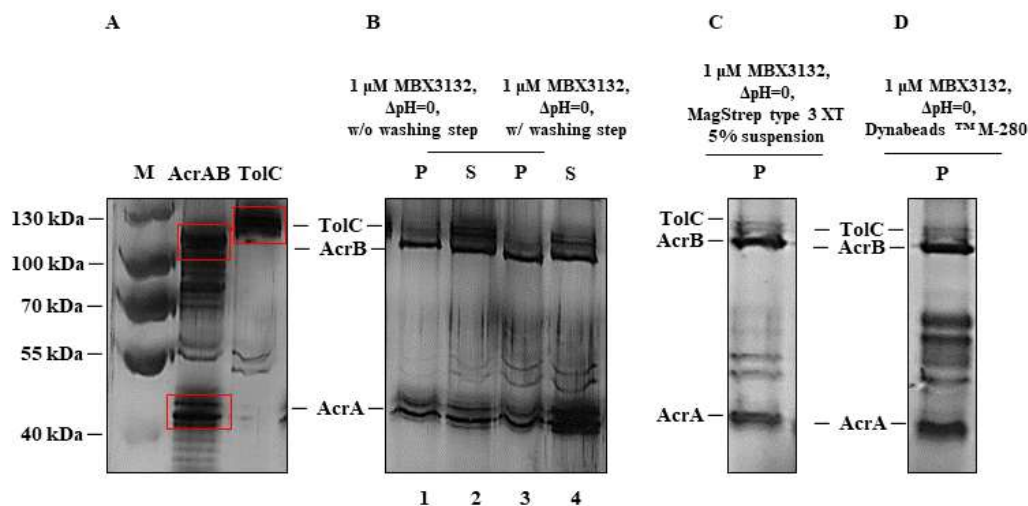 A
B
C
D
1 µM MBX3132,
ΔpH=0,
w/o washing step
1 µM MBX3132,
ΔpH=0,
w/ washing step
1 µM MBX3132,
ΔpH=0,
MagStrep type 3 XT
5% suspension
1 µM MBX3132,
ΔpH=0,
Dynabeads ™ M-280
M AcrAB TolC
P S P S
P
P
130 kDa
100 kDa
70 kDa
55 kDa
40 kDa
TolC
AcrB
AcrA
TolC
AcrB
AcrA
TolC
AcrB
AcrA
1 2 3 4